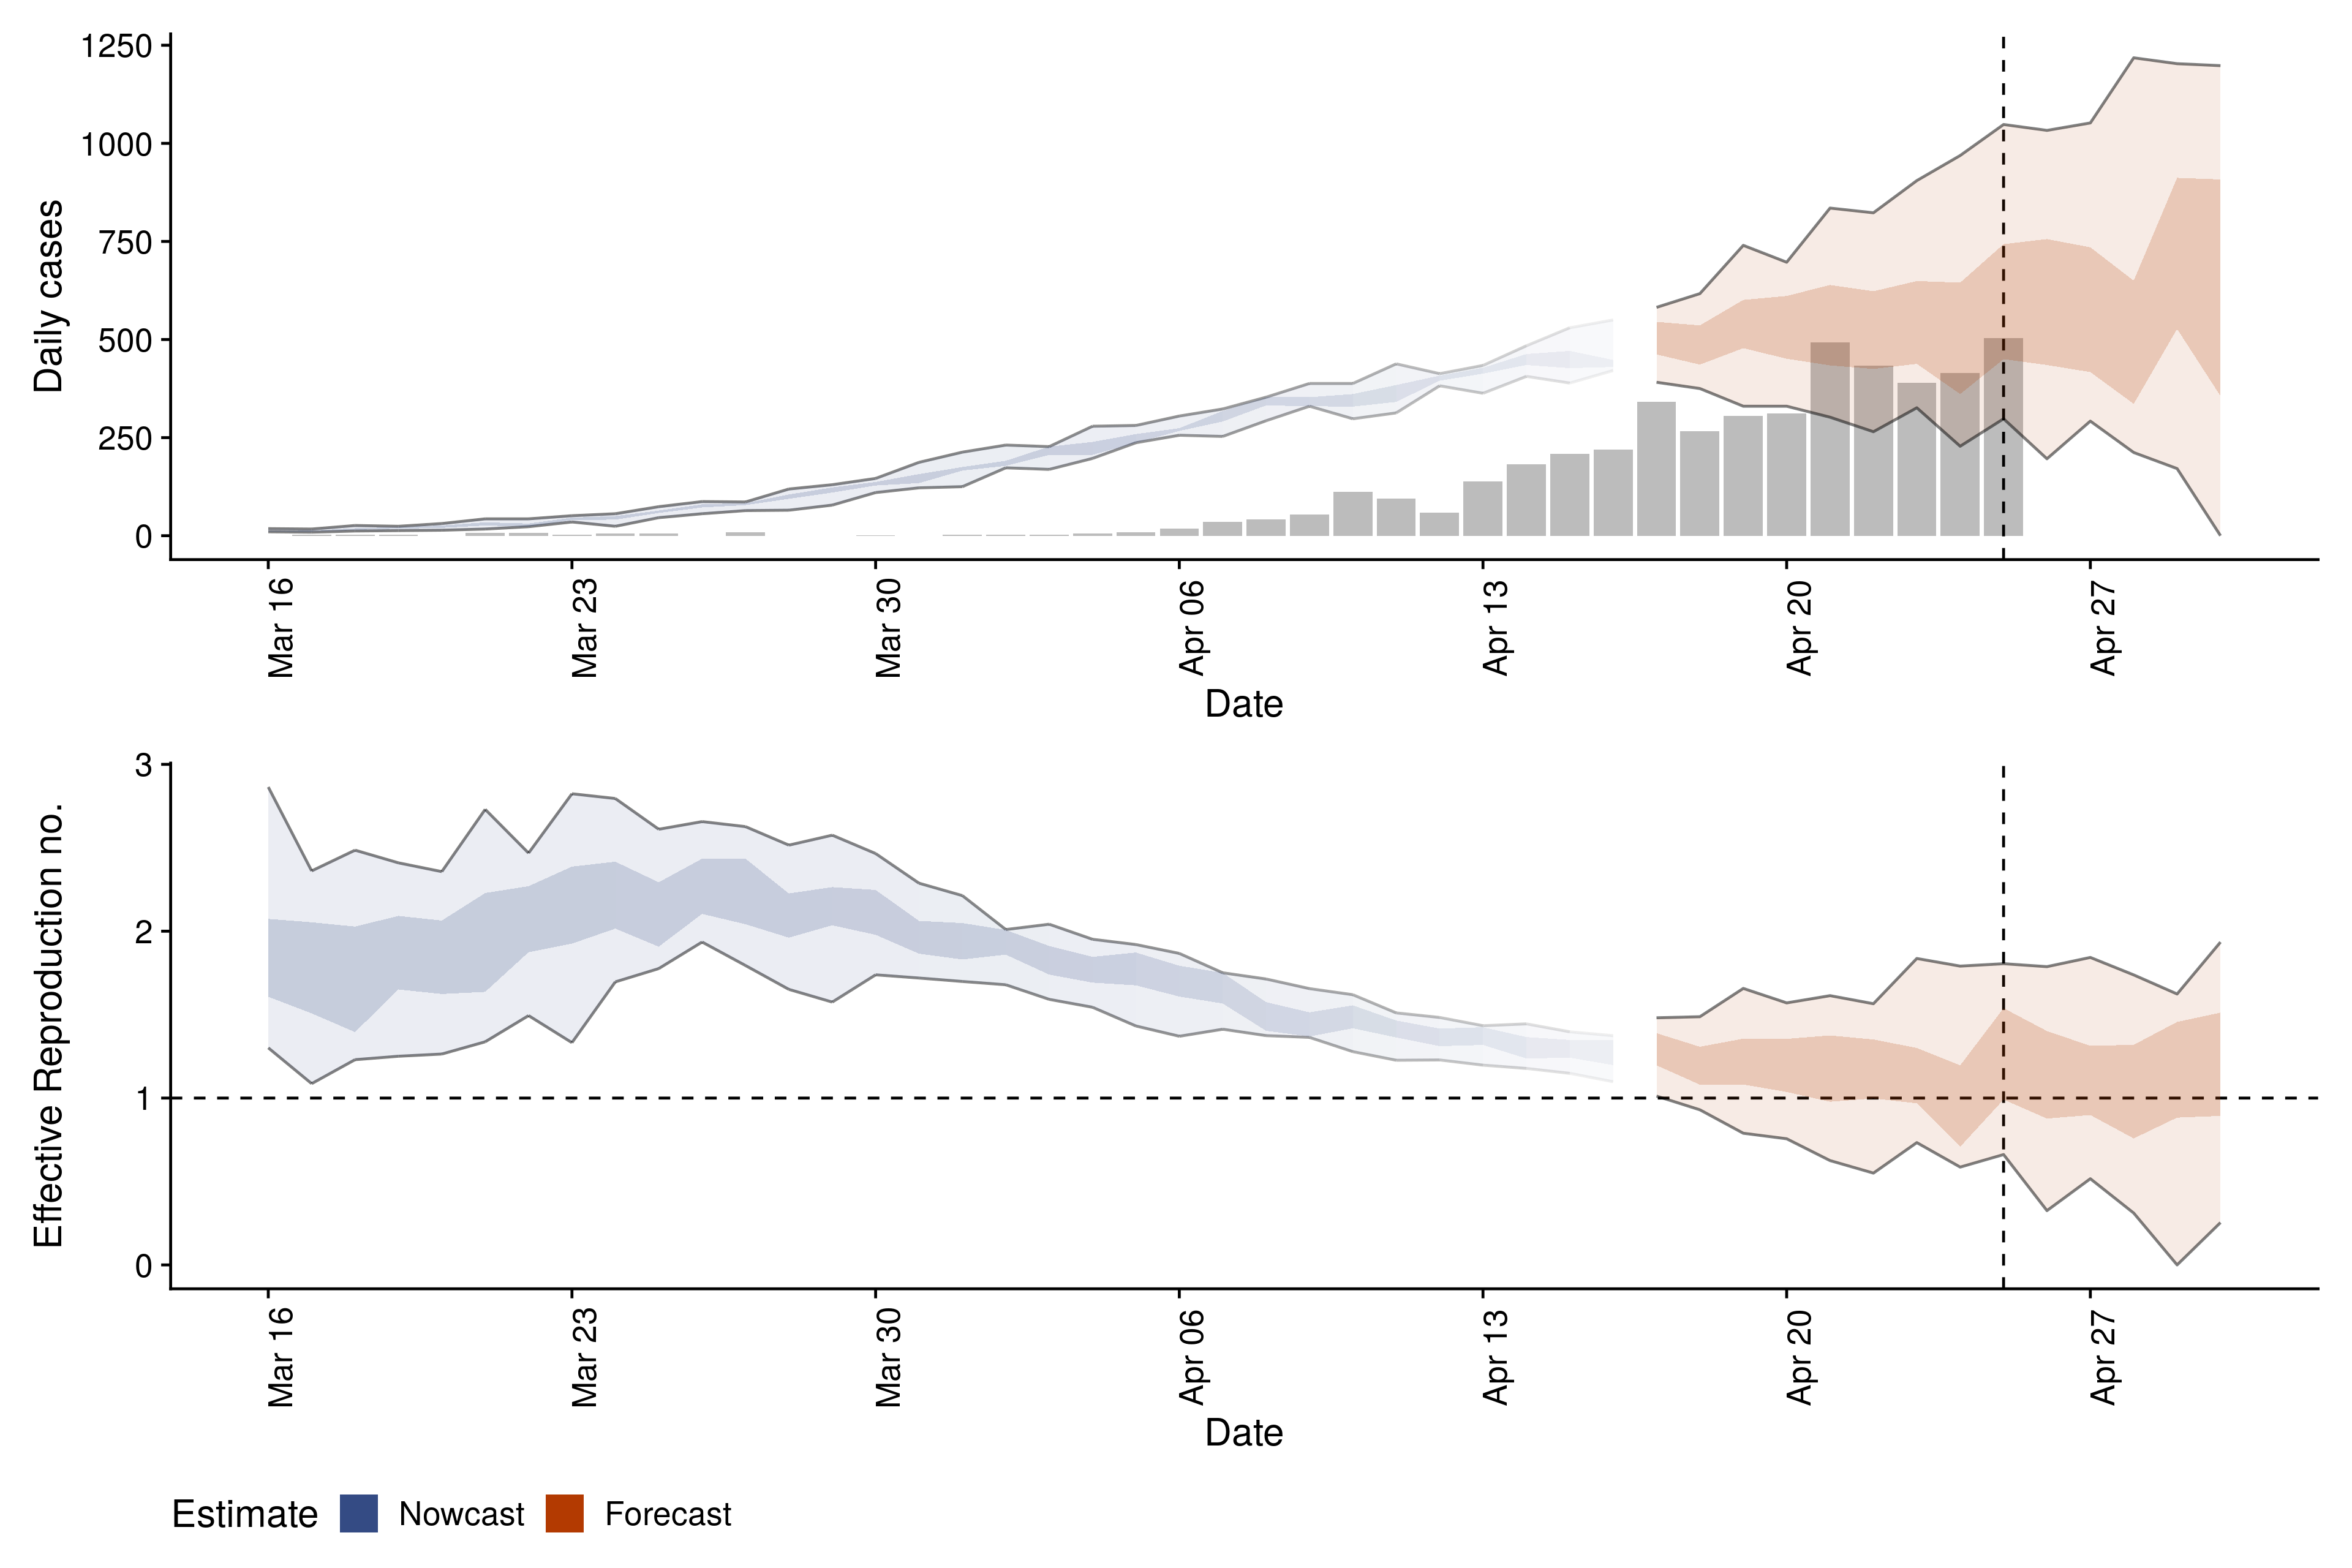 1250
1000
750
500
250
0
Daily cases
Mar 16
Mar 23
Mar 30
Apr 06
Apr 13
Apr 20
Apr 27
Date
3
2
1
0
Effective Reproduction no.
Mar 16
Mar 23
Mar 30
Apr 06
Apr 13
Apr 20
Apr 27
Date
Estimate Nowcast Forecast